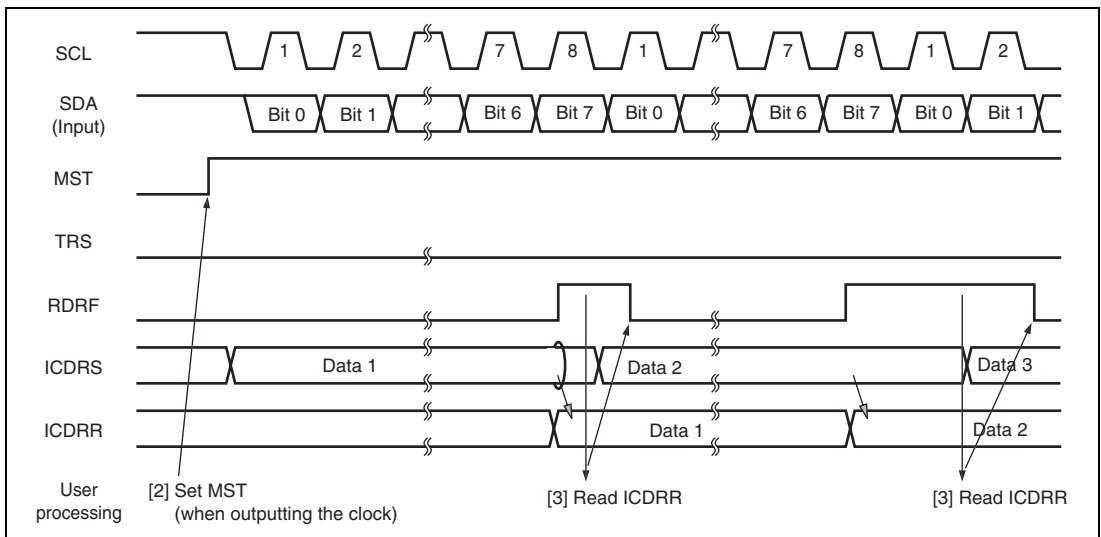 SCL 1 2 7 8 1 7 8 1 2
SDA
(Input) Bit 0 Bit 1 Bit 6 Bit 7 Bit 0 Bit 6 Bit 7 Bit 0 Bit 1
MST
TRS
RDRF
ICDRS Data 1 Data 2 Data 3
ICDRR Data 1 Data 2
User
processing
[2] Set MST
(when outputting the clock)
[3] Read ICDRR
[3] Read ICDRR